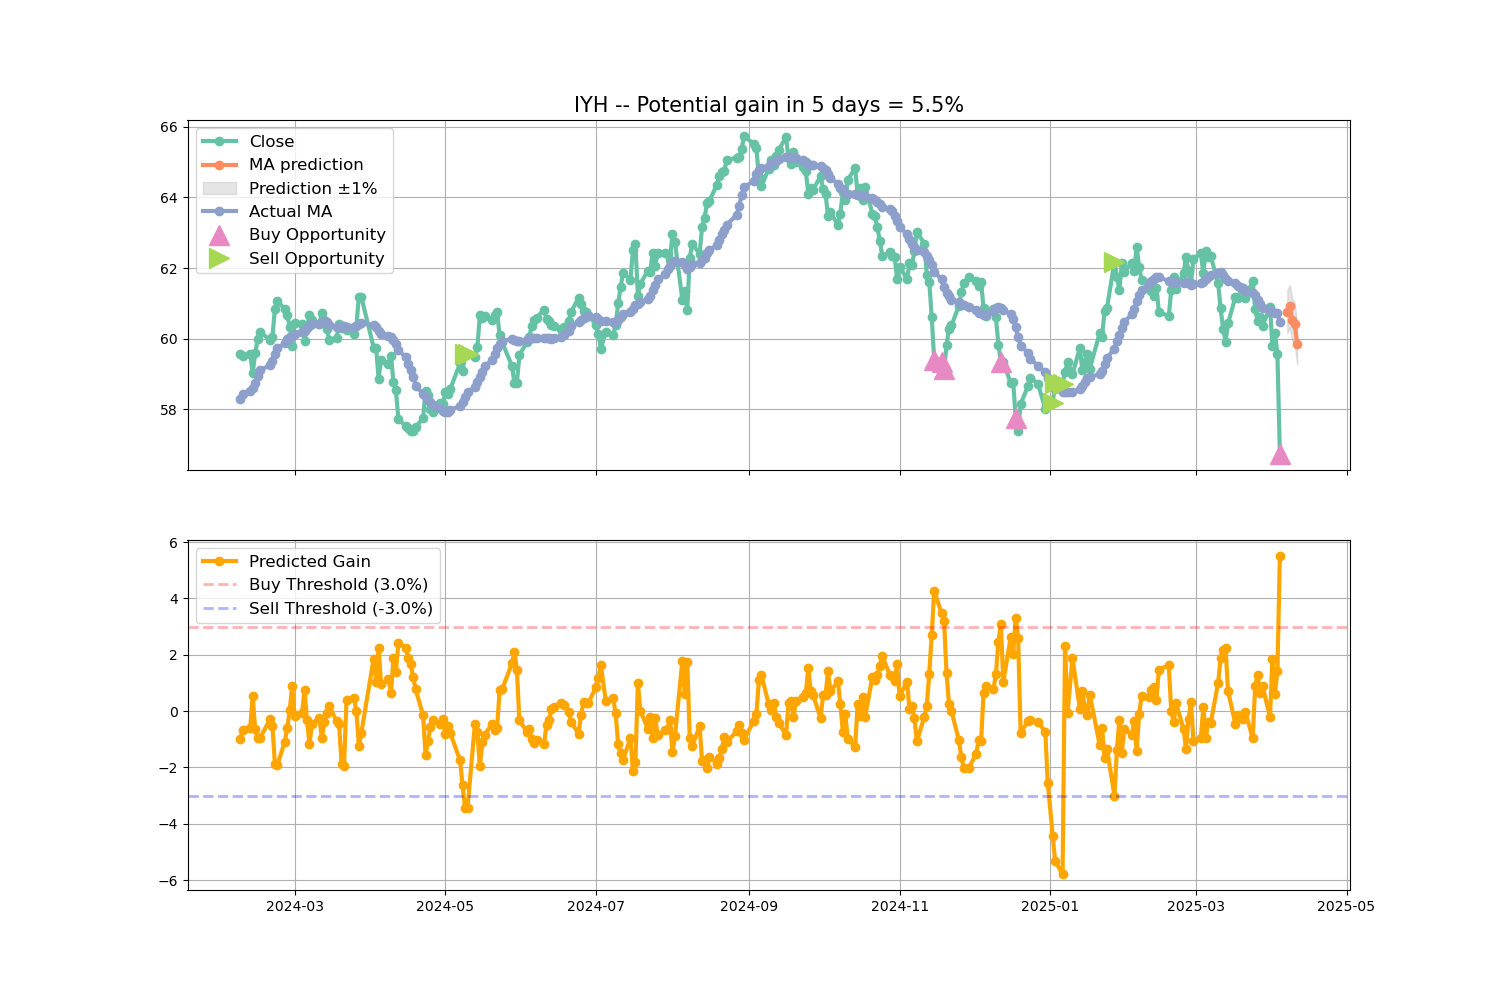 IYH -- Potential gain in 5 days = 5.5%
66
64
62
60
58
Close
MA prediction
Prediction ±1%
Actual MA
Buy Opportunity
Sell Opportunity
6
4
2
0
−2
−4
−6
Predicted Gain
Buy Threshold (3.0%)
Sell Threshold (-3.0%)
2024-03
2024-05
2024-07
2024-09
2024-11
2025-01
2025-03
2025-05